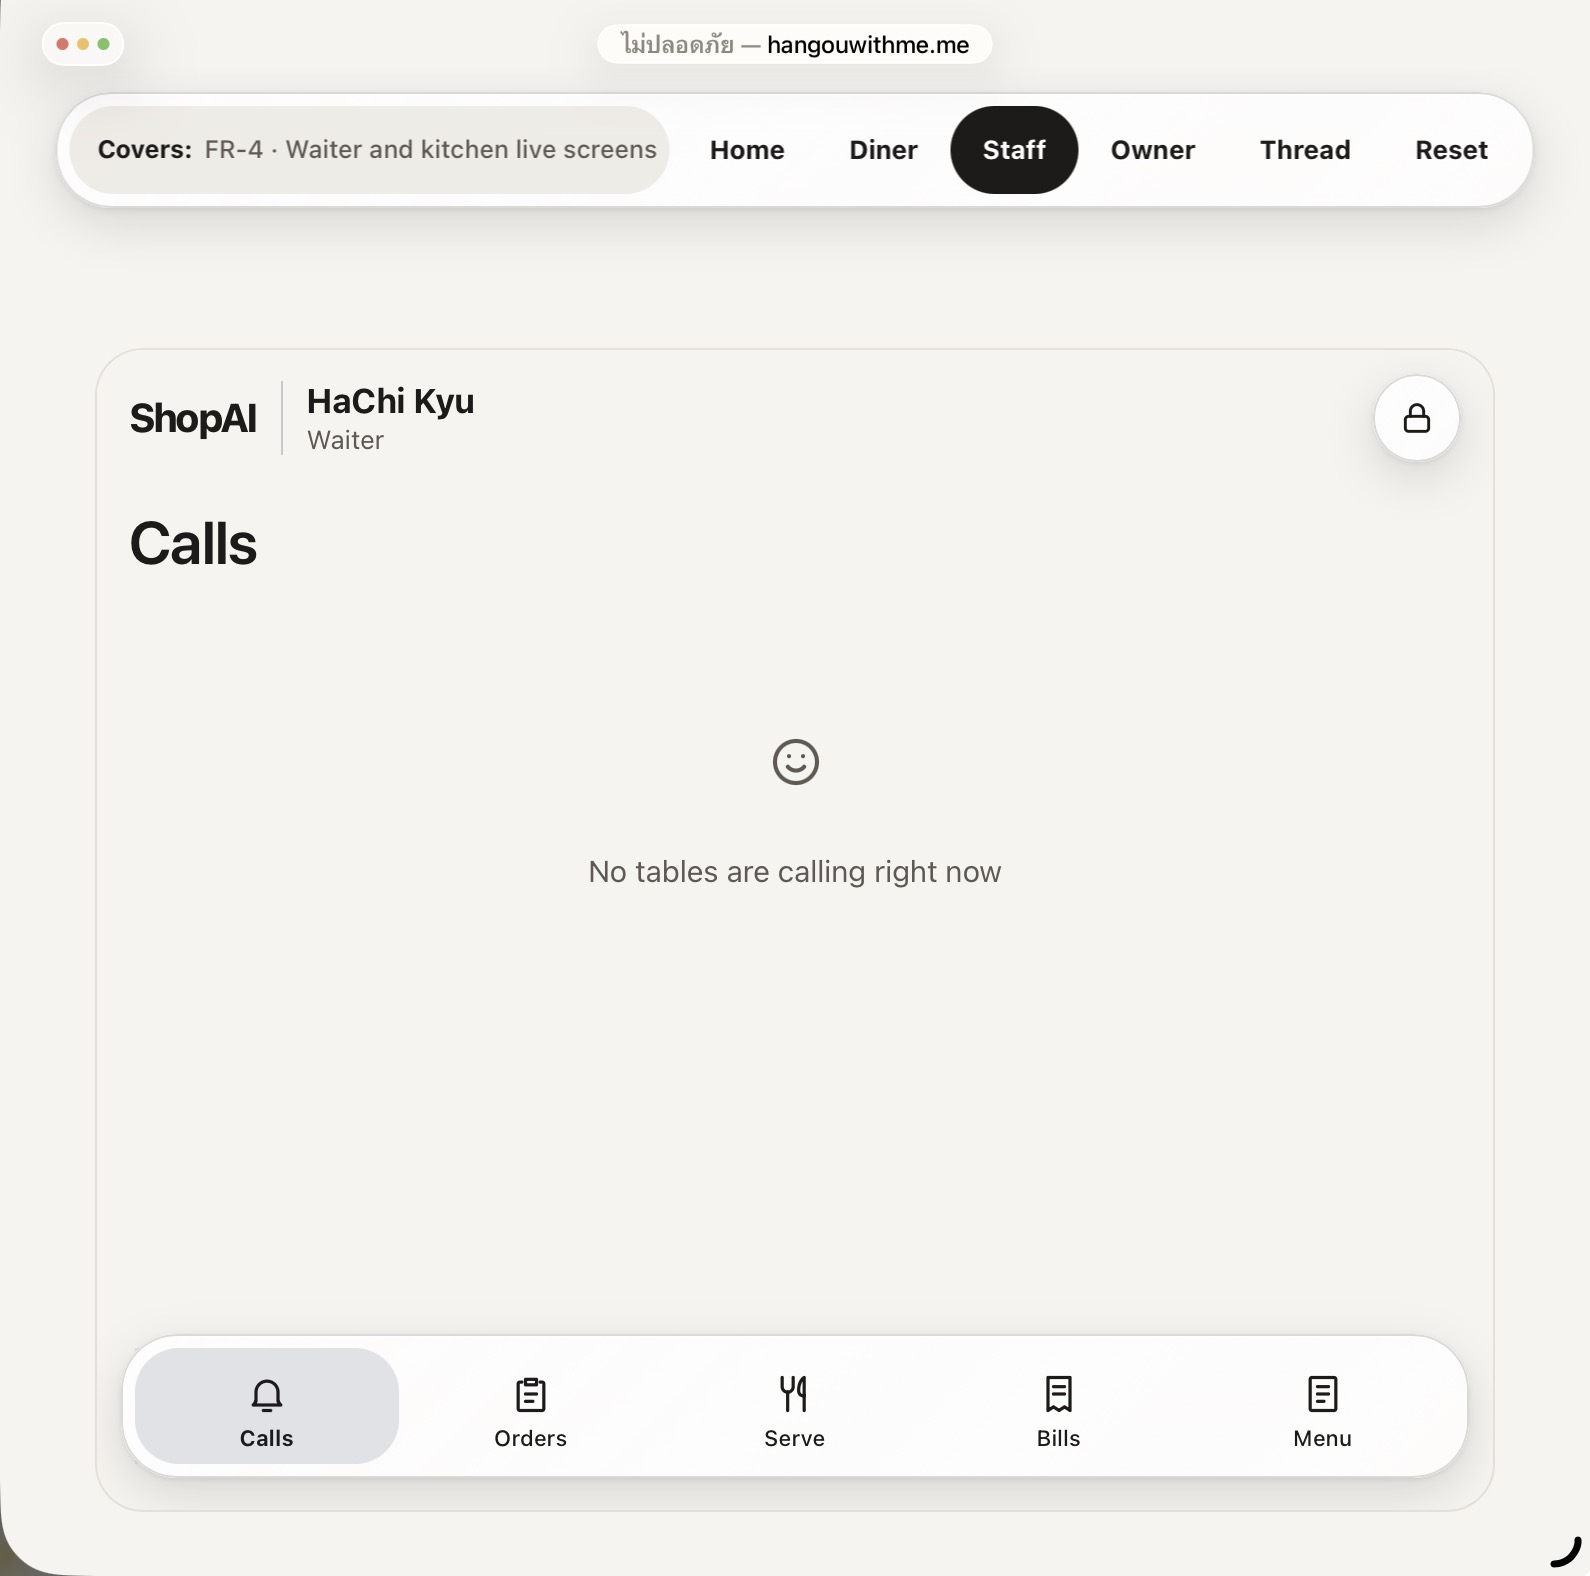 ไม่ปลอดภัย — hangouwithme.me
Covers: FR-4 · Waiter and kitchen live screens
Home
Diner
Staff
Owner
Thread
Reset
ShopAI
HaChi Kyu
Waiter
Calls
No tables are calling right now
Calls
Orders
Serve
Bills
Menu